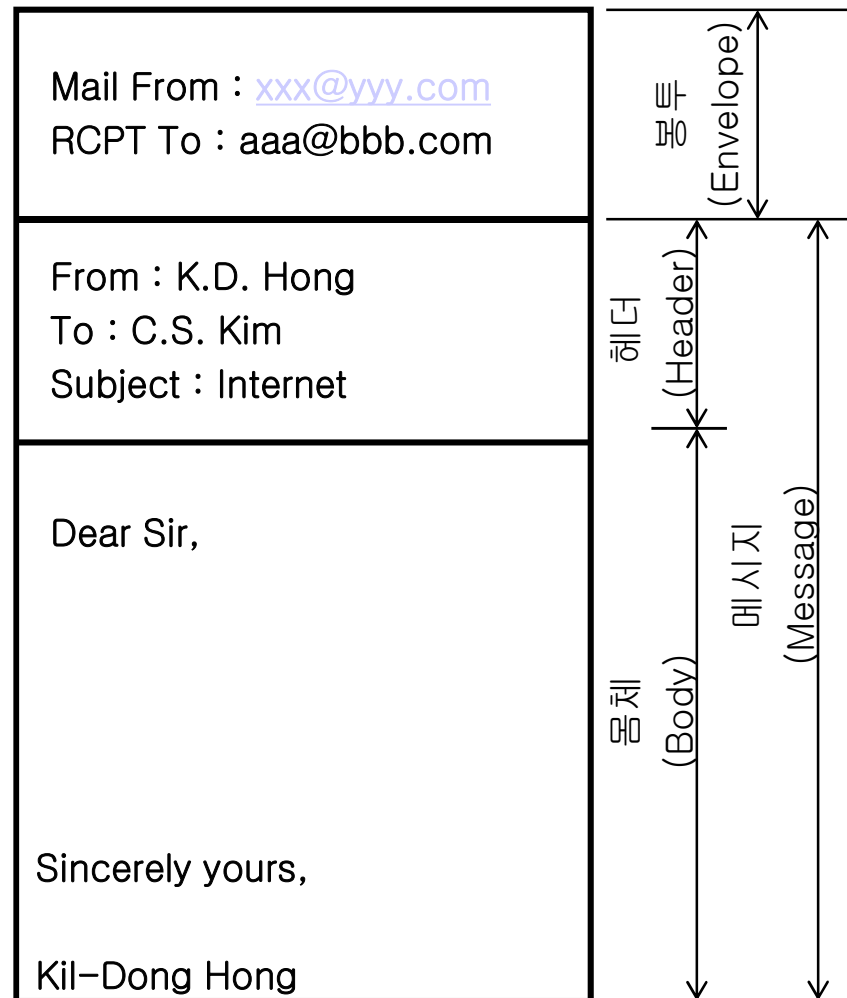 Mail From : xxx@yyy.com
RCPT To : aaa@bbb.com
봉투
(Envelope)
From : K.D. Hong
To : C.S. Kim
Subject : Internet
헤더
(Header)
Dear Sir,
Sincerely yours,
Kil-Dong Hong
몸체
(Body)
메시지
(Message)